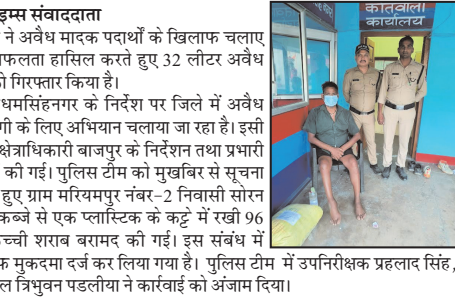 इम्स संवाददाता
ने अवैध मादक पदार्थों के खिलाफ चलाए
फलता हासिल करते हुए 32 लीटर अवैध
गिरफ्तार किया है।
धमसिंहनगर के निर्देश पर जिले में अवैध
गी के लिए अभियान चलाया जा रहा है। इसी
क्षेत्राधिकारी बाजपुर के निर्देशन तथा प्रभारी
की गई। पुलिस टीम को मुखबिर से सूचना
हुए ग्राम मरियमपुर नंबर-2 निवासी सोरन
कब्जे से एक प्लास्टिक के कट्टे में रखी 96
च्ची शराब बरामद की गई। इस संबंध में
मुकदमा दर्ज कर लिया गया है। पुलिस टीम में उपनिरीक्षक प्रहलाद सिंह,
ल त्रिभुवन पडलीया ने कार्रवाई को अंजाम दिया।
कोतवाली
कार्यालय